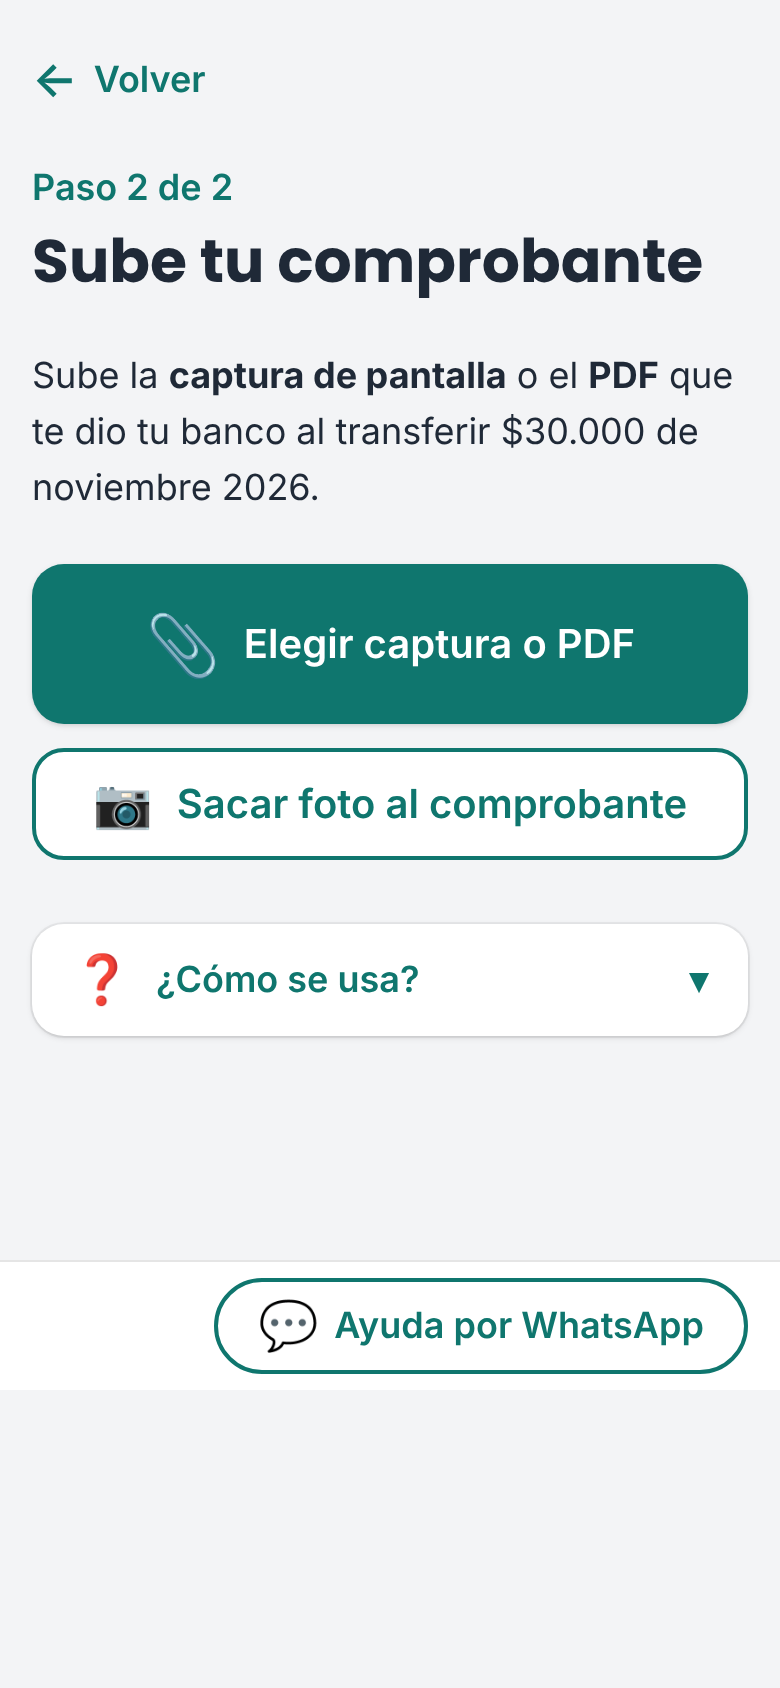 Volver
Paso 2 de 2
Sube tu comprobante
Sube la captura de pantalla o el PDF que
te dio tu banco al transferir $30.000 de
noviembre 2026.
Elegir captura o PDF
Sacar foto al comprobante
¿Cómo se usa?
Ayuda por WhatsApp